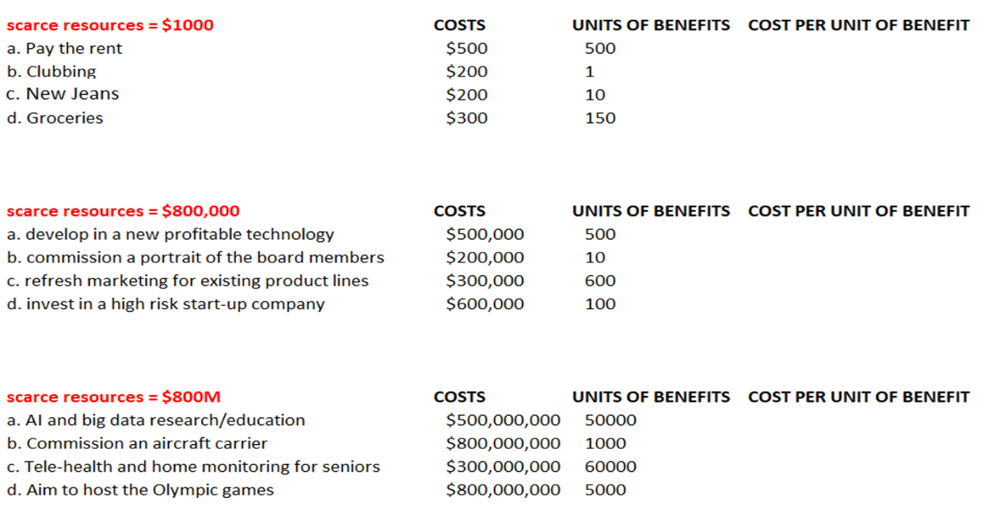 scarce resources = $1000 COSTS UNITS OF BENEFITS COST PER UNIT OF BENEFIT
a. Pay the rent $500 500
b. Clubbing $200 1
c. New Jeans $200 10
d. Groceries $300 150
scarce resources = $800,000 COSTS UNITS OF BENEFITS COST PER UNIT OF BENEFIT
a. develop in a new profitable technology $500,000 500
b. commission a portrait of the board members $200,000 10
c. refresh marketing for existing product lines $300,000 600
d. invest in a high risk start-up company $600,000 100
scarce resources = $800M COSTS UNITS OF BENEFITS COST PER UNIT OF BENEFIT
a. AI and big data research/education $500,000,000 50000
b. Commission an aircraft carrier $800,000,000 1000
c. Tele-health and home monitoring for seniors $300,000,000 60000
d. Aim to host the Olympic games $800,000,000 5000